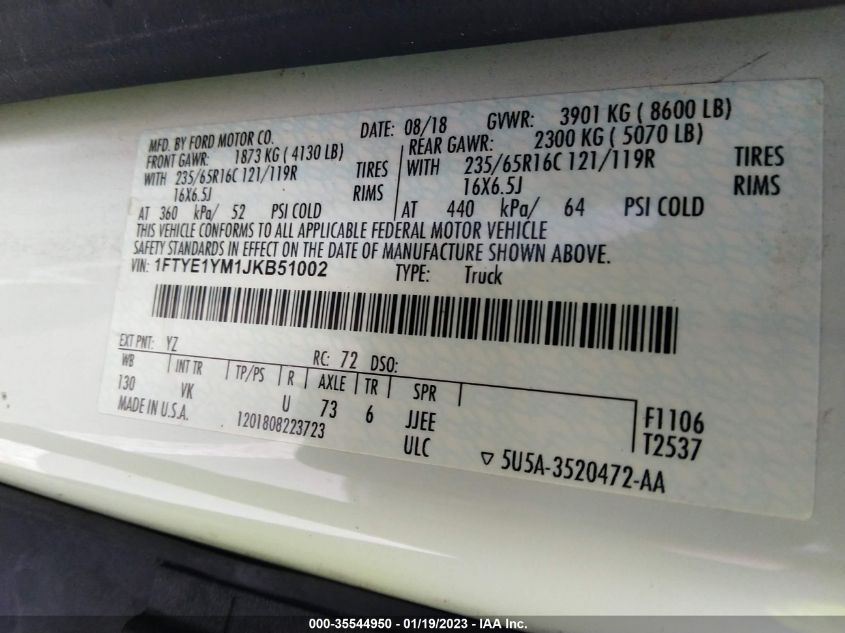 MFD. BY FORD MOTOR CO.
DATE: 08/18 GVWR: 3901 KG ( 8600 LB)
FRONT GAWR: 1873 KG ( 4130 LB)
WITH 235/65R16C 121/119R TIRES
16X6.5J RIMS
AT 360 kPa/ 52 PSI COLD
REAR GAWR: 2300 KG ( 5070 LB)
WITH 235/65R16C 121/119R TIRES
16X6.5J RIMS
AT 440 kPa/ 64 PSI COLD
THIS VEHICLE CONFORMS TO ALL APPLICABLE FEDERAL MOTOR VEHICLE
SAFETY STANDARDS IN EFFECT ON THE DATE OF MANUFACTURE SHOWN ABOVE.
VIN: 1FTYE1YM1JKB51002 TYPE: Truck
EXT PNT: YZ RC: 72 DSO:
WB INT TR TP/PS R AXLE TR SPR
130 VK U 73 6 JJEE F1106
MADE IN U.S.A. 1201808223723 ULC T2537
5U5A-3520472-AA
000-35544950 - 01/19/2023 - IAA Inc.